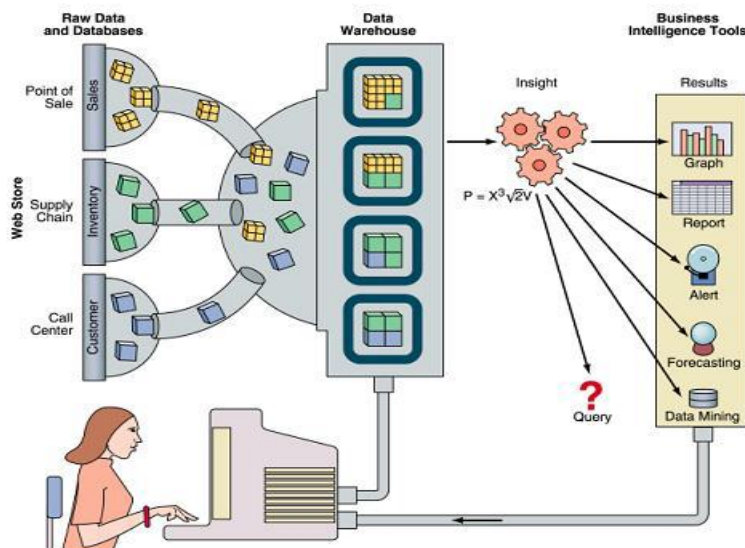 Raw Data
and Databases
Data
Warehouse
Business
Intelligence Tools
Web Store
Point of
Sale
Sales
Supply
Chain
Inventory
Call
Center
Customer
Insight
P = X³√2V
Results
Graph
Report
Alert
Forecasting
Data Mining
?
Query